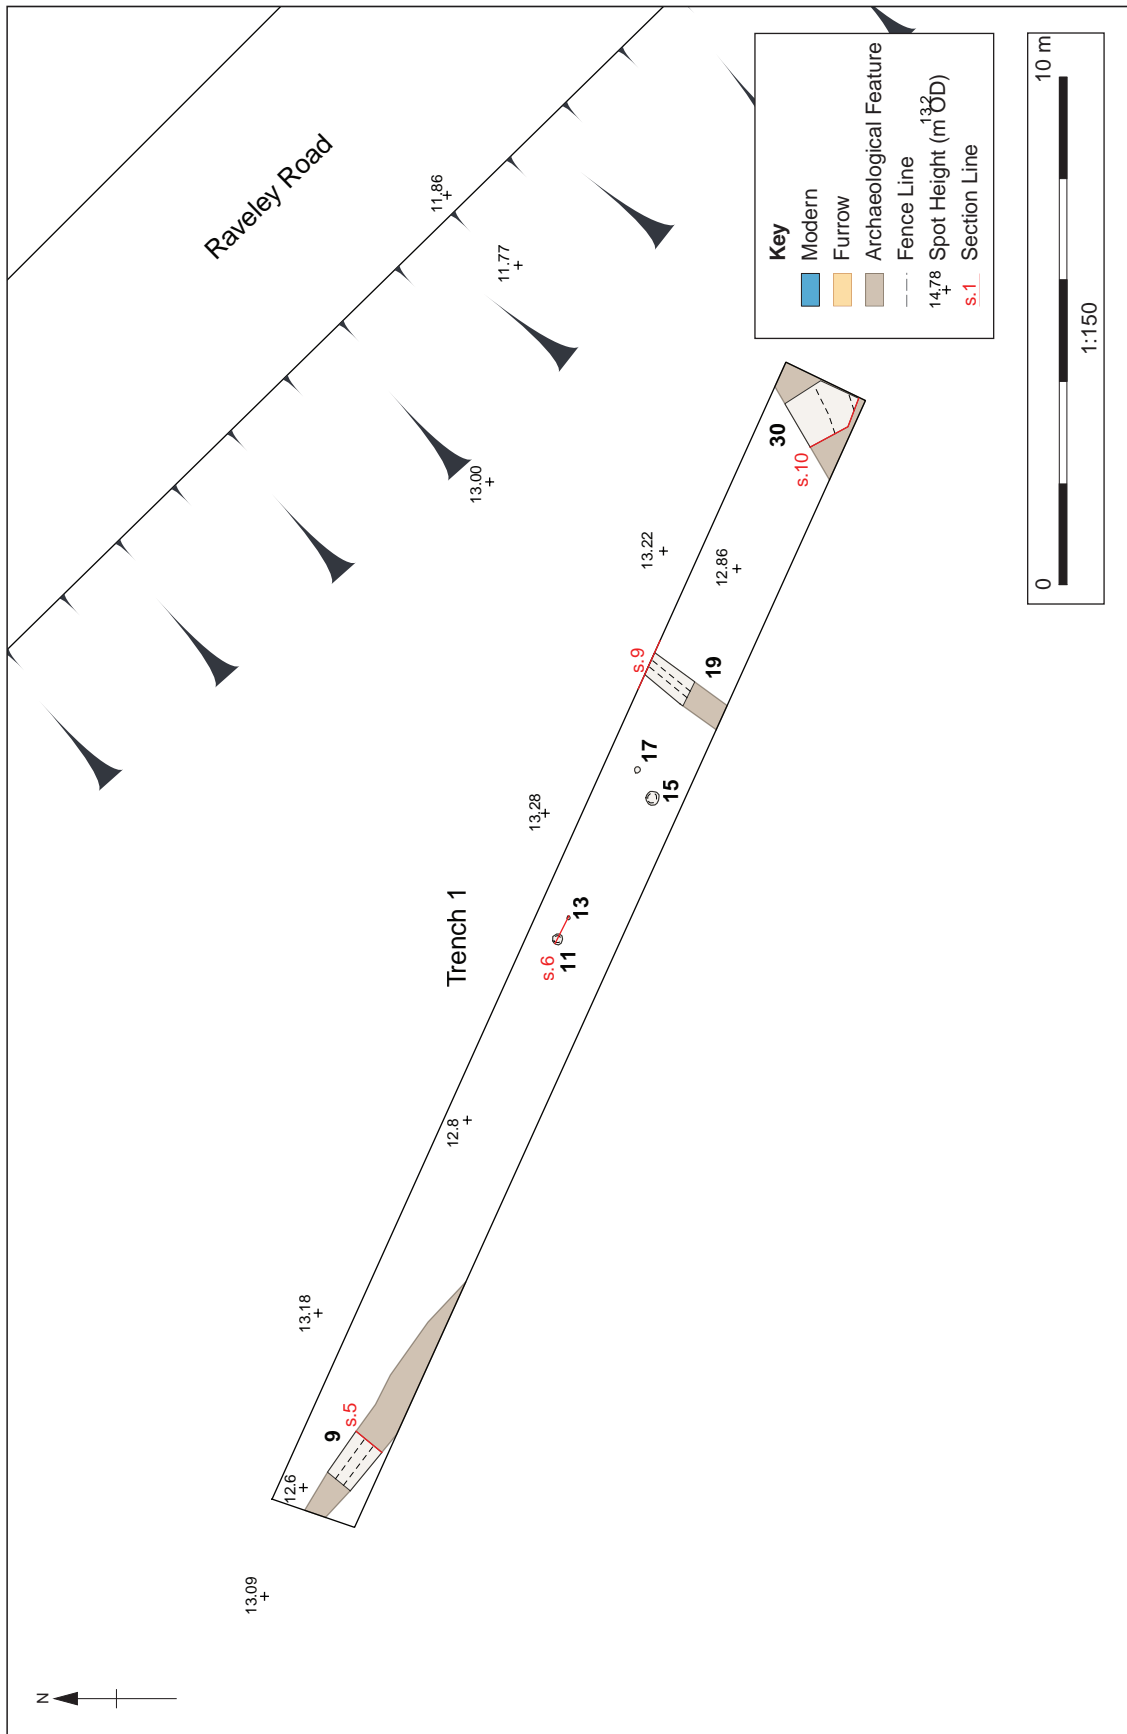 N
Raveley Road
11.86
11.77
13.00
13.22
12.86
13.28
Trench 1
12.8
13.18
12.6
13.09
9
s.5
s.6
11
13
15
17
s.9
19
30
s.10
Key
Modern
Furrow
Archaeological Feature
Fence Line
14.78 Spot Height (m OD)
13.2
s.1 Section Line
0 10 m
1:150